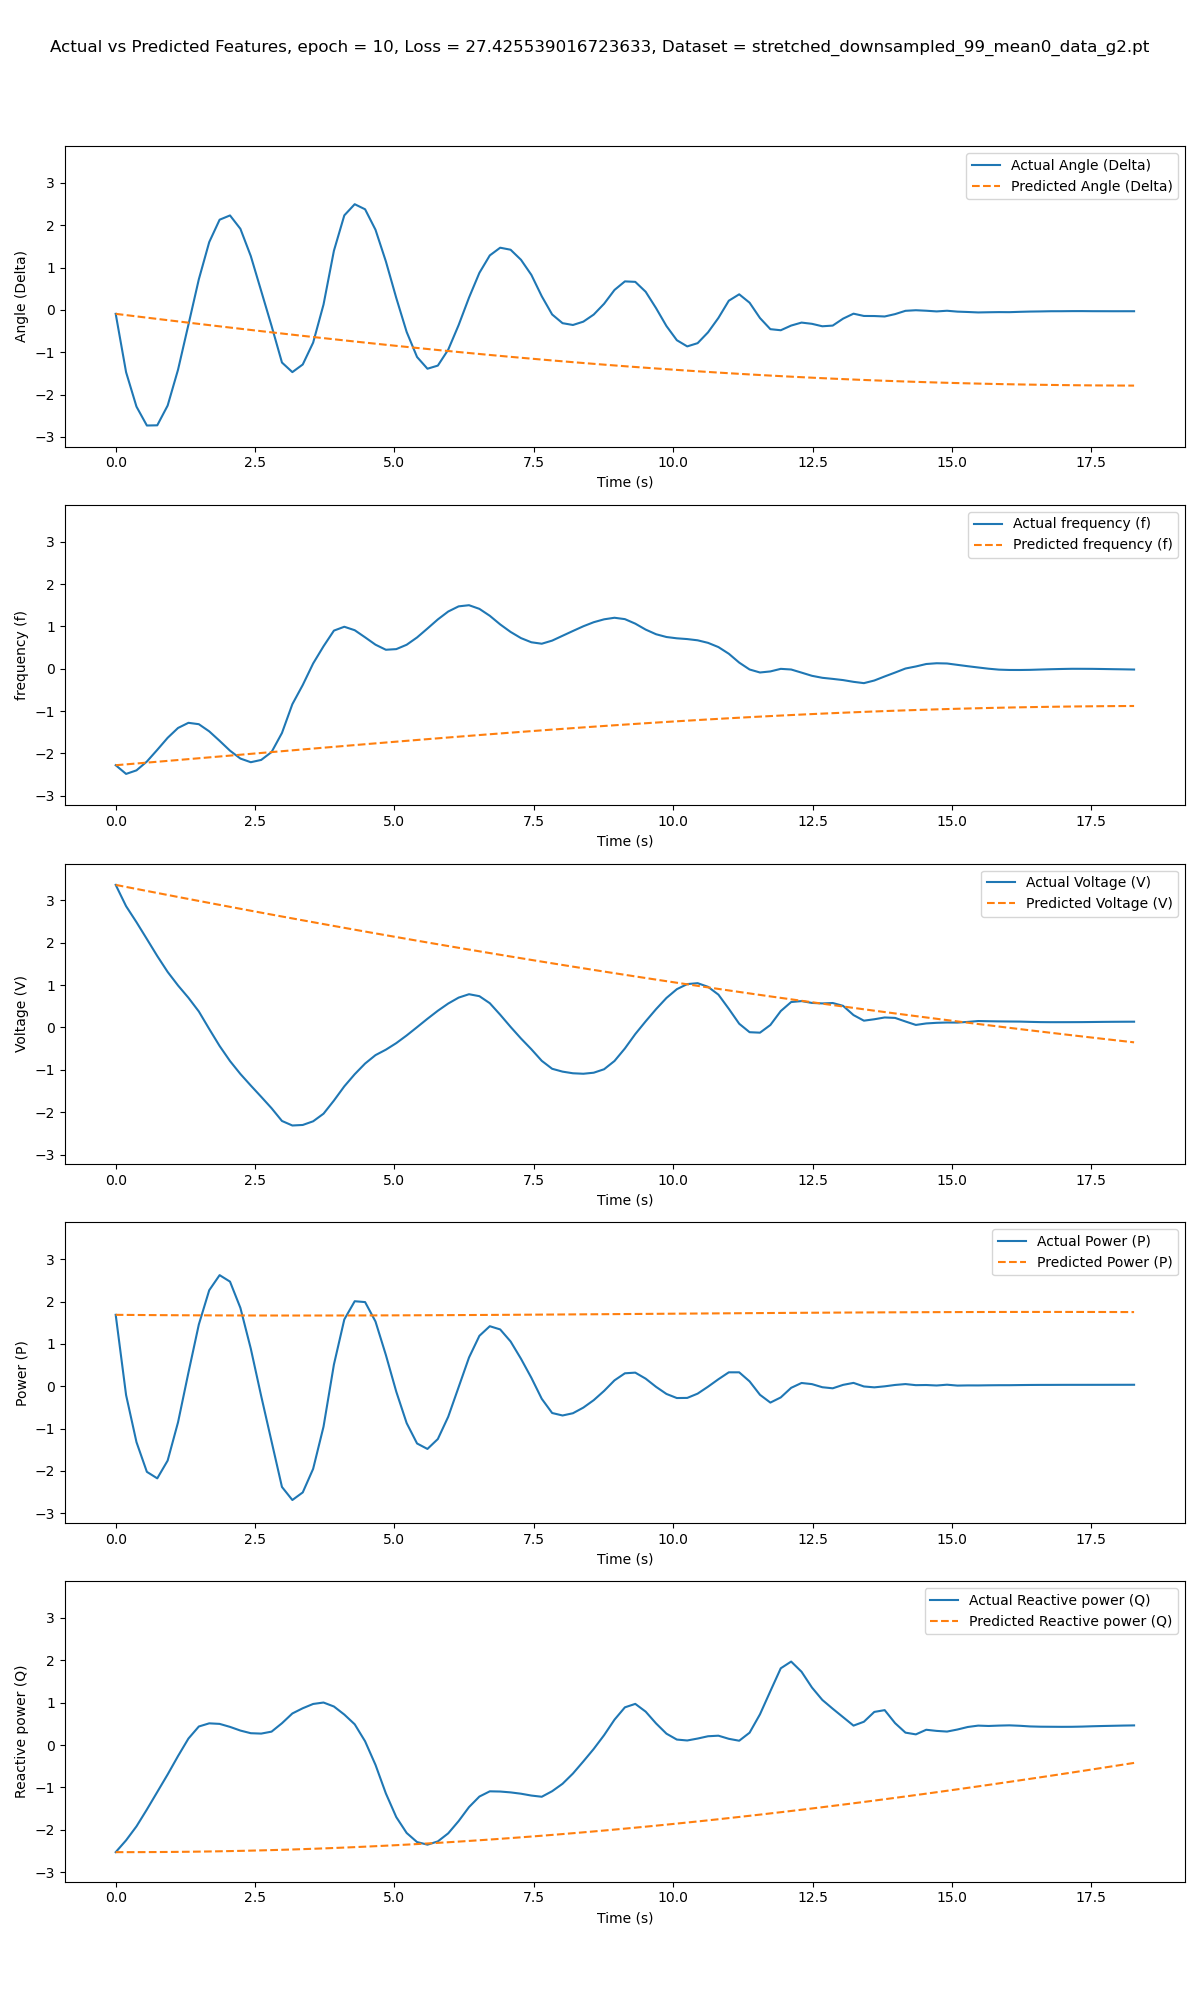 Actual vs Predicted Features, epoch = 10, Loss = 27.425539016723633, Dataset = stretched_downsampled_99_mean0_data_g2.pt
Actual Angle (Delta)
Predicted Angle (Delta)
Angle (Delta)
3
2
1
0
−1
−2
−3
0.0 2.5 5.0 7.5 10.0 12.5 15.0 17.5
Time (s)
Actual frequency (f)
Predicted frequency (f)
frequency (f)
3
2
1
0
−1
−2
−3
0.0 2.5 5.0 7.5 10.0 12.5 15.0 17.5
Time (s)
Actual Voltage (V)
Predicted Voltage (V)
Voltage (V)
3
2
1
0
−1
−2
−3
0.0 2.5 5.0 7.5 10.0 12.5 15.0 17.5
Time (s)
Actual Power (P)
Predicted Power (P)
Power (P)
3
2
1
0
−1
−2
−3
0.0 2.5 5.0 7.5 10.0 12.5 15.0 17.5
Time (s)
Actual Reactive power (Q)
Predicted Reactive power (Q)
Reactive power (Q)
3
2
1
0
−1
−2
−3
0.0 2.5 5.0 7.5 10.0 12.5 15.0 17.5
Time (s)